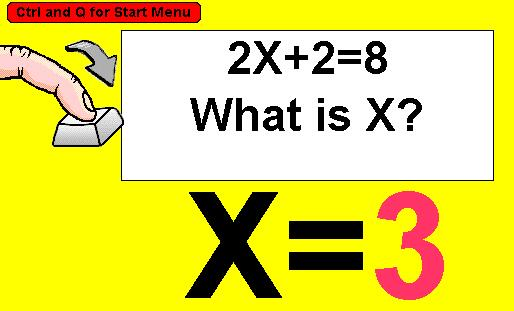 Ctrl and Q for Start Menu
2X+2=8
What is X?
X=3